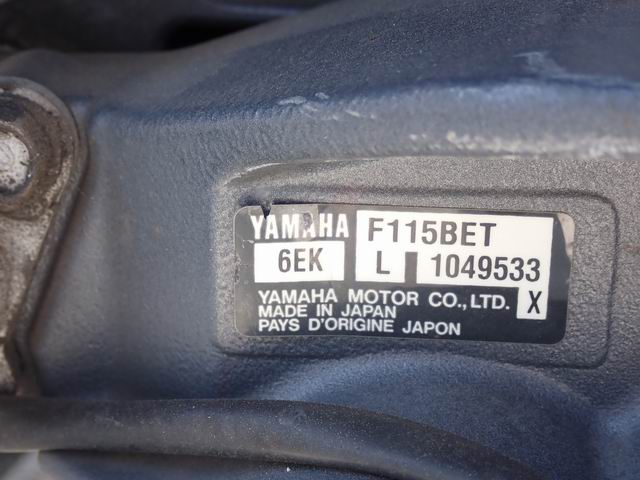 YAMAHA F115BET
6EK L 1049533
YAMAHA MOTOR CO.,LTD. X
MADE IN JAPAN
PAYS D'ORIGINE JAPON